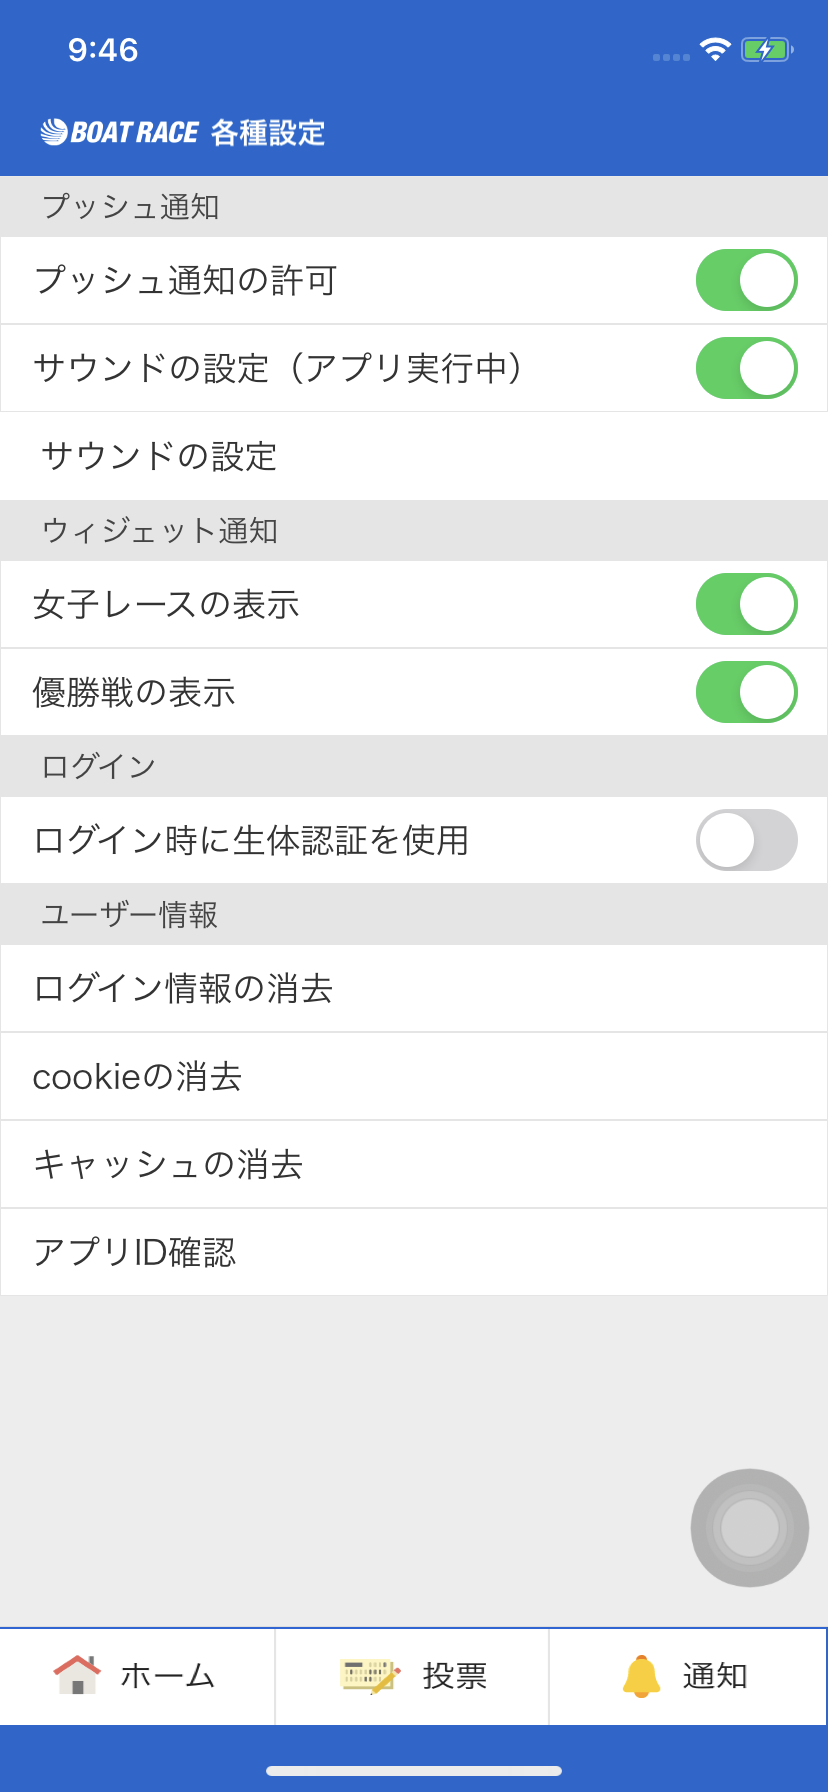 9:46
BOAT RACE 各種設定
プッシュ通知
プッシュ通知の許可
サウンドの設定（アプリ実行中）
サウンドの設定
ウィジェット通知
女子レースの表示
優勝戦の表示
ログイン
ログイン時に生体認証を使用
ユーザー情報
ログイン情報の消去
cookieの消去
キャッシュの消去
アプリID確認
ホーム 投票 通知